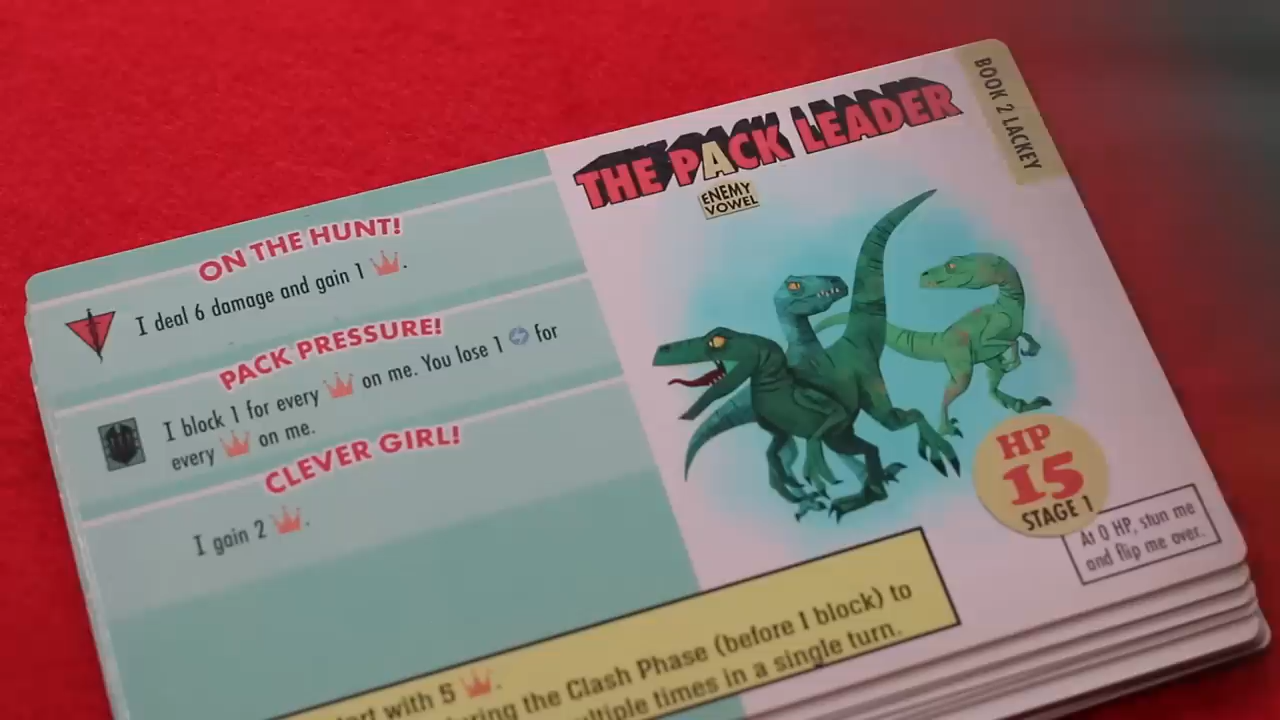 BOOK 2 LACKEY
THE PACK LEADER
ENEMY
VOWEL
ON THE HUNT!
I deal 6 damage and gain 1 .
PACK PRESSURE!
I block 1 for every on me. You lose 1 for
every on me.
CLEVER GIRL!
I gain 2 .
HP
15
STAGE 1
At 0 HP, stun me
and flip me over.
with 5 .
the Clash Phase (before I block) to
times in a single turn.